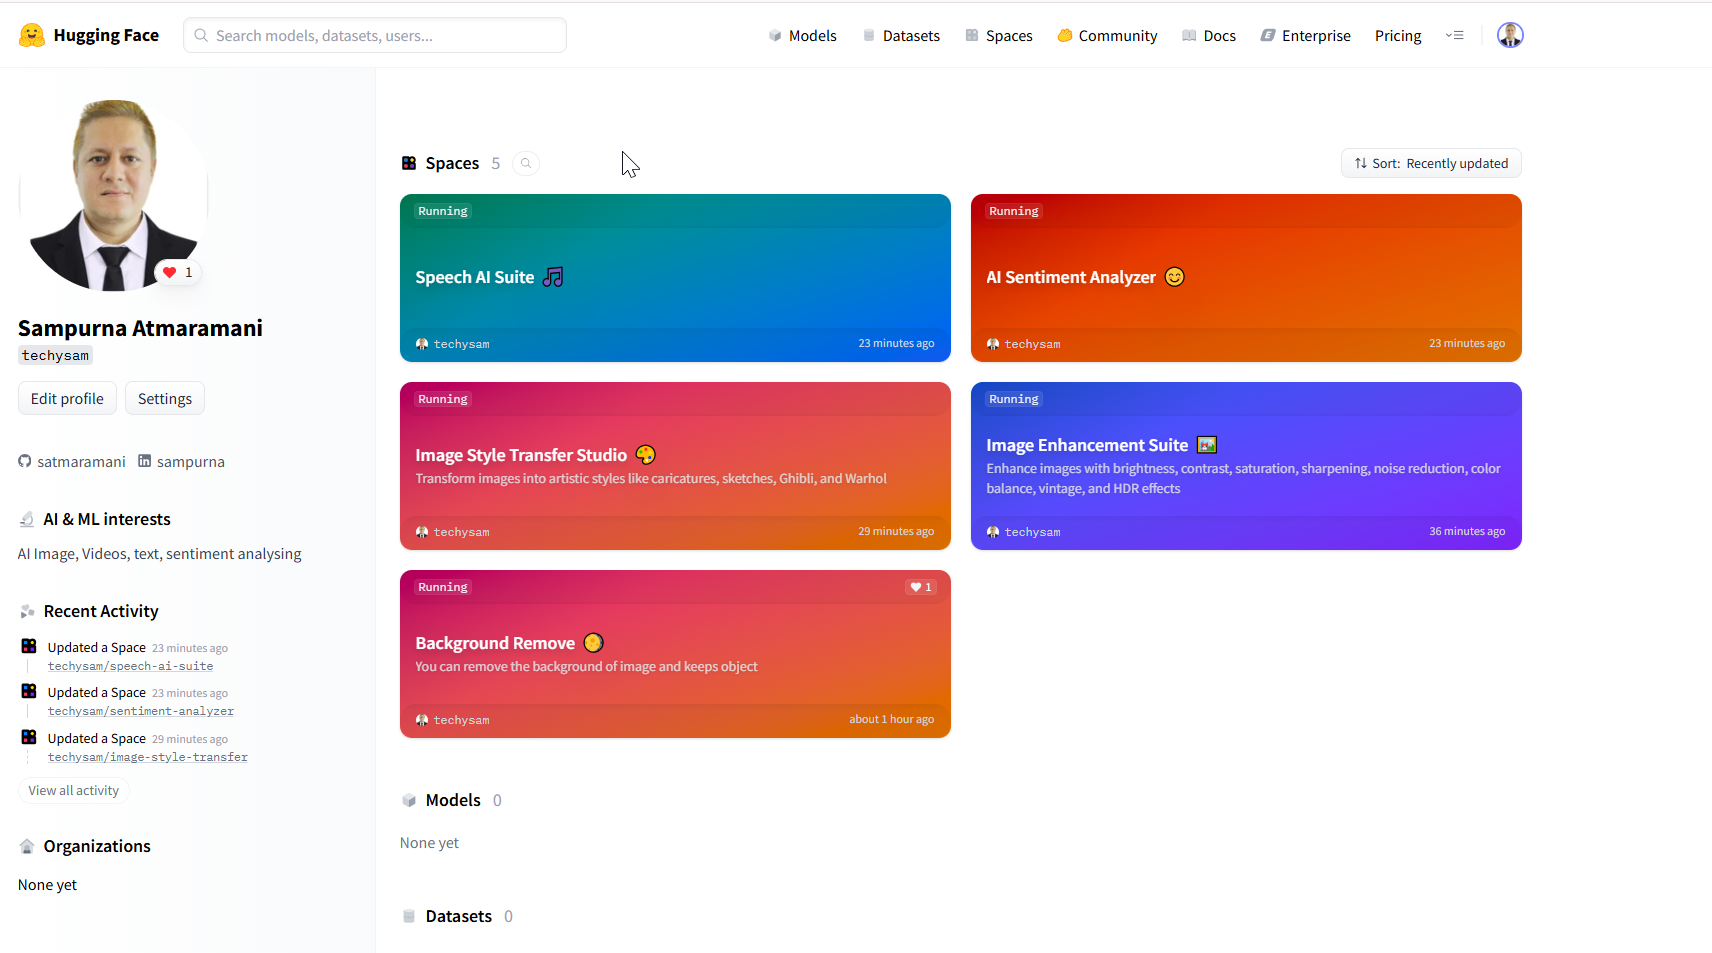 Hugging Face
Search models, datasets, users...
Models
Datasets
Spaces
Community
Docs
Enterprise
Pricing
1
Sampurna Atmaramani
techysam
Edit profile
Settings
satmaramani
sampurna
AI & ML interests
AI Image, Videos, text, sentiment analysing
Recent Activity
Updated a Space 23 minutes ago
techysam/speech-ai-suite
Updated a Space 23 minutes ago
techysam/sentiment-analyzer
Updated a Space 29 minutes ago
techysam/image-style-transfer
View all activity
Organizations
None yet
Spaces 5
Sort: Recently updated
Running
Speech AI Suite
techysam
23 minutes ago
Running
AI Sentiment Analyzer
techysam
23 minutes ago
Running
Image Style Transfer Studio
Transform images into artistic styles like caricatures, sketches, Ghibli, and Warhol
techysam
29 minutes ago
Running
Image Enhancement Suite
Enhance images with brightness, contrast, saturation, sharpening, noise reduction, color
balance, vintage, and HDR effects
techysam
36 minutes ago
Running
1
Background Remove
You can remove the background of image and keeps object
techysam
about 1 hour ago
Models 0
None yet
Datasets 0